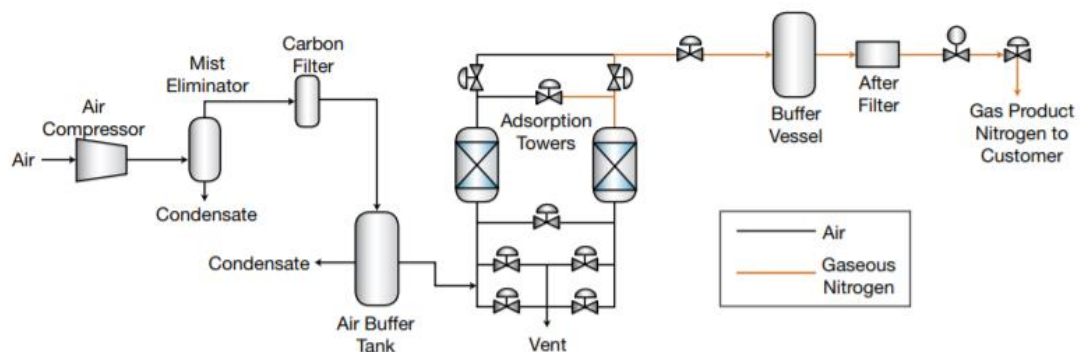 Air
Air
Compressor
Mist
Eliminator
Condensate
Carbon
Filter
Condensate
Air Buffer
Tank
Adsorption
Towers
Vent
Buffer
Vessel
After
Filter
Gas Product
Nitrogen to
Customer
Air
Gaseous
Nitrogen